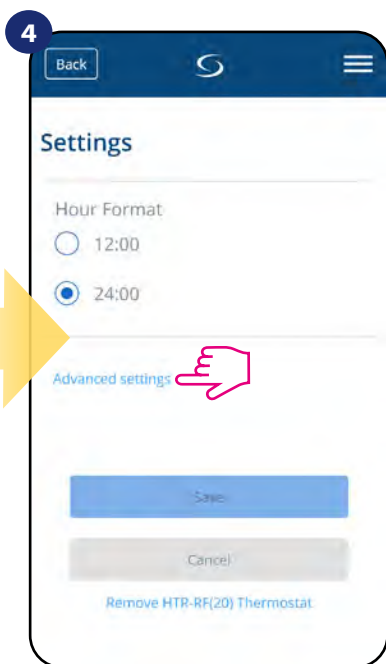 4
Back
Settings
Hour Format
12:00
24:00
Advanced settings
Save
Cancel
Remove HTR-RF(20) Thermostat